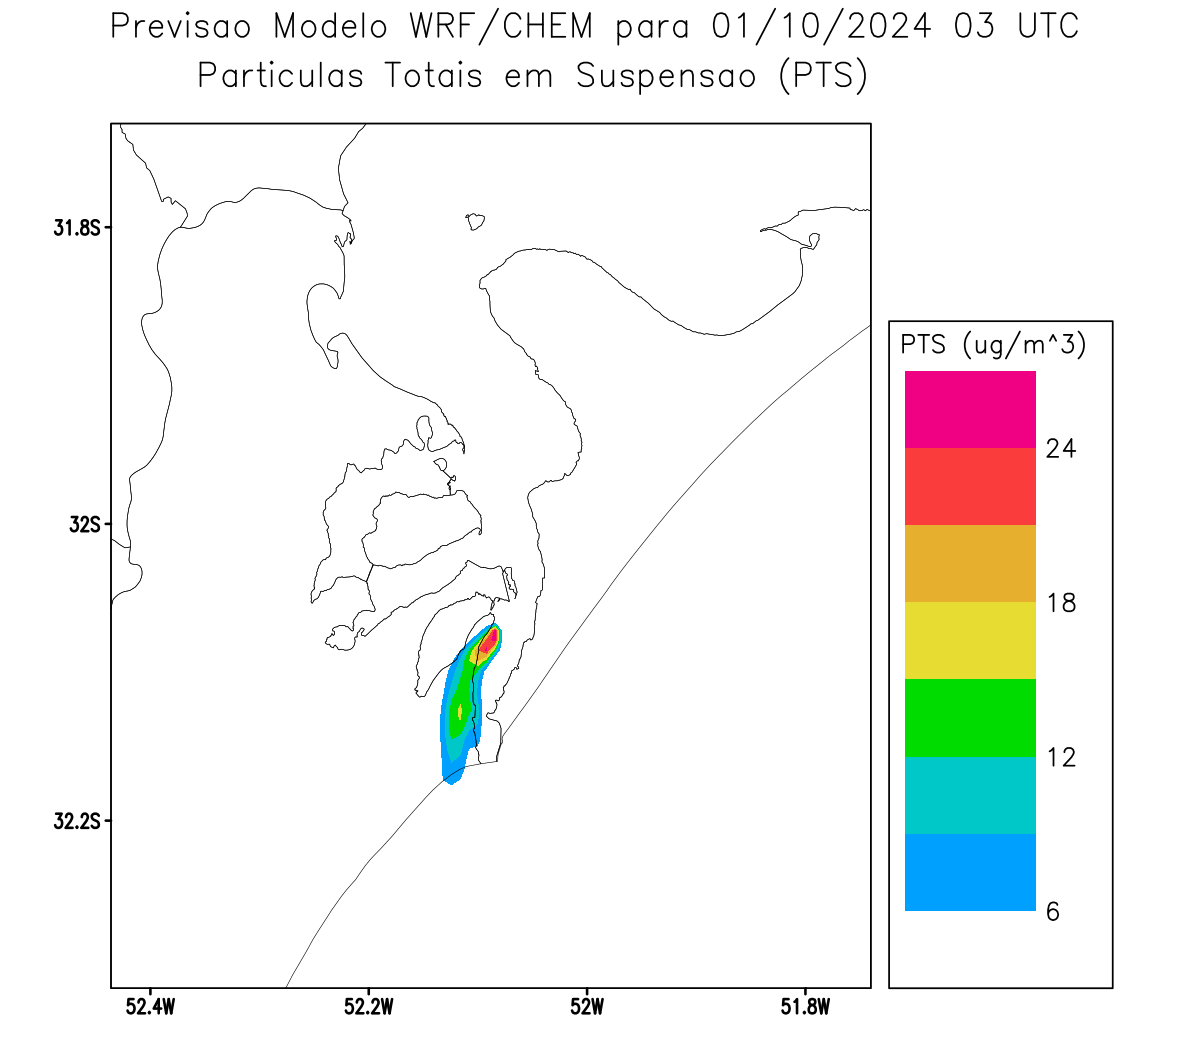 Previsao Modelo WRF/CHEM para 01/10/2024 03 UTC
Particulas Totais em Suspensao (PTS)
31.8S
32S
32.2S
52.4W
52.2W
52W
51.8W
PTS (ug/m^3)
24
18
12
6